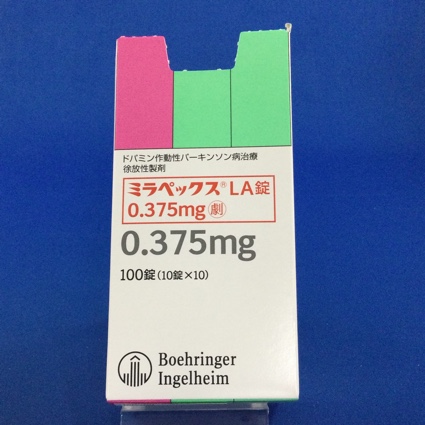 ドパミン作動性パーキンソン病治療
徐放性製剤
ミラペックス® LA錠
0.375mg 劇
0.375mg
100錠(10錠×10)
Boehringer
Ingelheim